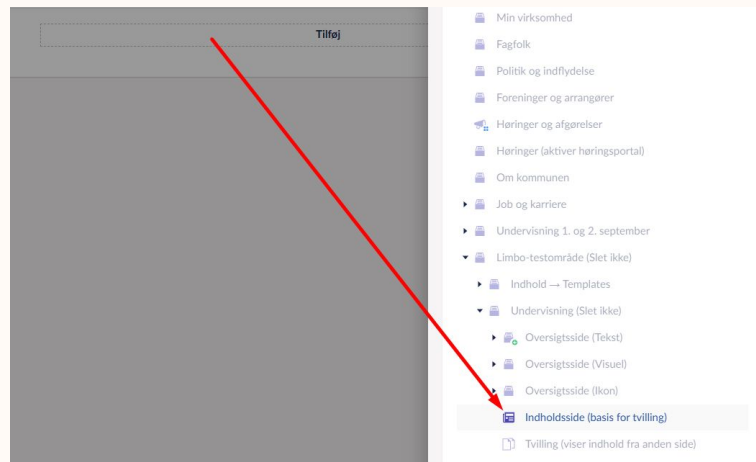 Tilføj
Min virksomhed
Fagfolk
Politik og indflydelse
Foreninger og arrangører
Høringer og afgørelser
Høringer (aktiver høringsportal)
Om kommunen
Job og karriere
Undervisning 1. og 2. september
Limbo-testområde (Slet ikke)
Indhold → Templates
Undervisning (Slet ikke)
Oversigtsside (Tekst)
Oversigtsside (Visuel)
Oversigtsside (Ikon)
Indholdsside (basis for tvilling)
Tvilling (viser indhold fra anden side)